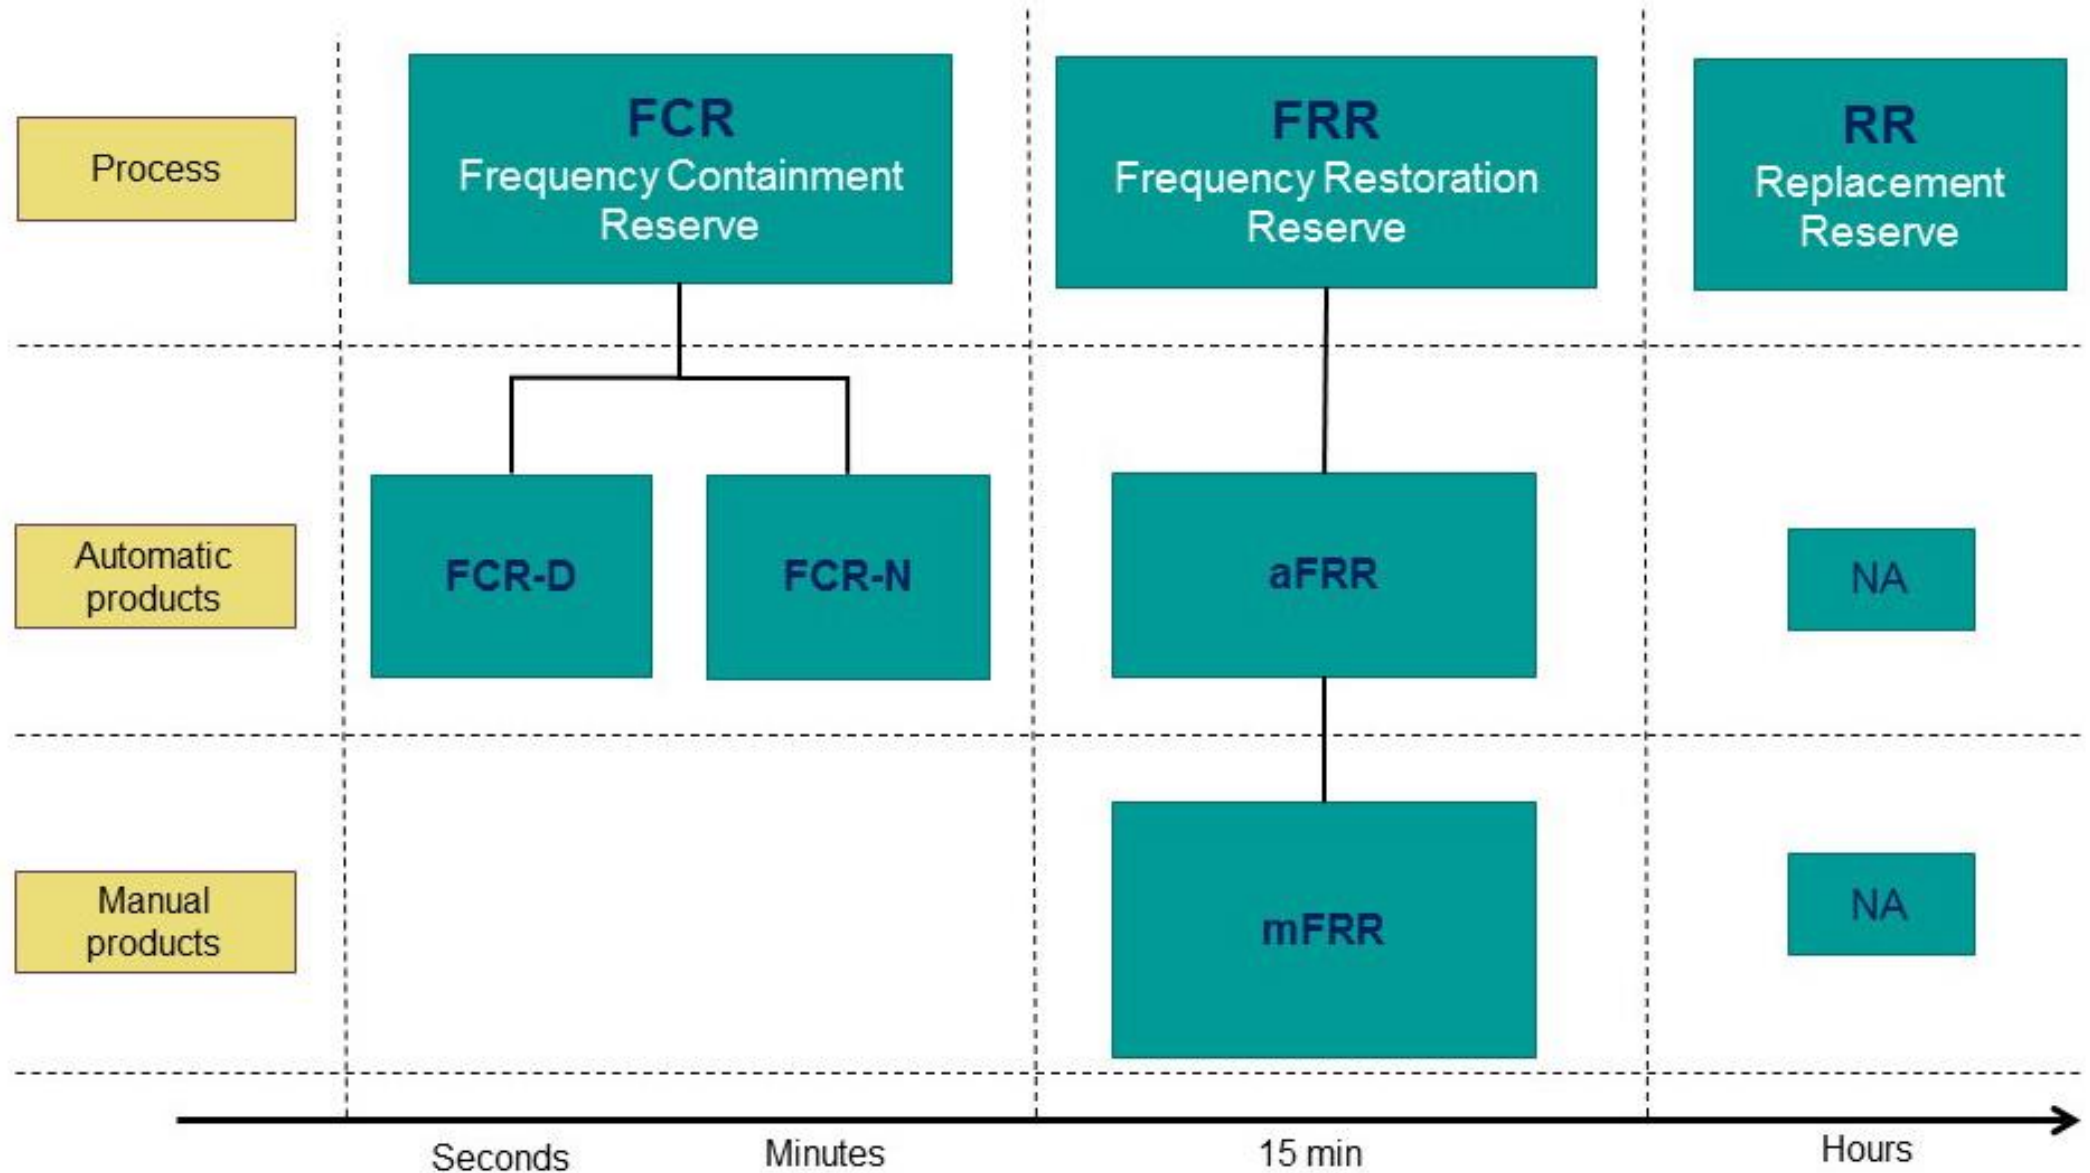 Process
FCR
Frequency Containment
Reserve
FRR
Frequency Restoration
Reserve
RR
Replacement
Reserve
Automatic
products
FCR-D
FCR-N
aFRR
NA
Manual
products
mFRR
NA
Seconds
Minutes
15 min
Hours